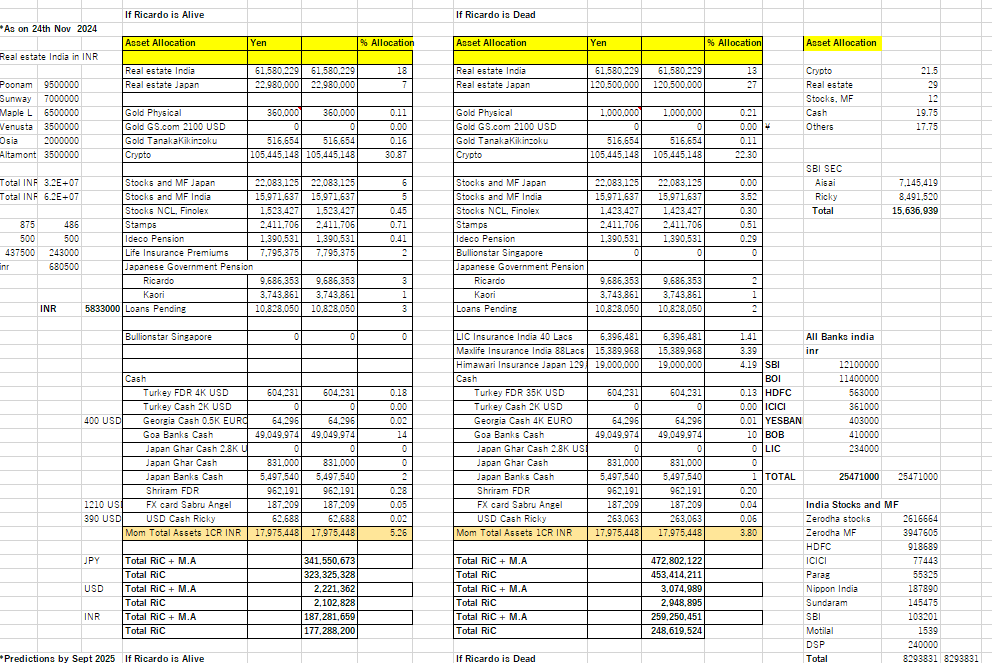 If Ricardo is Alive If Ricardo is Dead
*As on 24th Nov 2024
Asset Allocation Yen % Allocation Asset Allocation Yen % Allocation Asset Allocation
Real estate India in INR
Real estate India 61,580,229 61,580,229 18 Real estate India 61,580,229 61,580,229 13 Crypto 21.5
Poonam 9500000 Real estate Japan 22,980,000 22,980,000 7 Real estate Japan 120,500,000 120,500,000 27 Real estate 29
Sunway 7000000 Stocks, MF 12
Maple L 6500000 Gold Physical 360,000 360,000 0.11 Gold Physical 1,000,000 1,000,000 0.21 Cash 19.75
Venusta 3500000 Gold GS.com 2100 USD 0 0 0.00 Gold GS.com 2100 USD 0 0 0.00 ¥ Others 17.75
Osia 2000000 Gold TanakaKikinzoku 516,654 516,654 0.16 Gold TanakaKikinzoku 516,654 516,654 0.11
Altamont 3500000 Crypto 105,445,148 105,445,148 30.87 Crypto 105,445,148 105,445,148 22.30
SBI SEC
Total INR 3.2E+07 Stocks and MF Japan 22,083,125 22,083,125 6 Stocks and MF Japan 22,083,125 22,083,125 0.00 Aisai 7,145,419
Total INR 6.2E+07 Stocks and MF India 15,971,637 15,971,637 5 Stocks and MF India 15,971,637 15,971,637 3.52 Ricky 8,491,520
Stocks NCL, Finolex 1,523,427 1,523,427 0.45 Stocks NCL, Finolex 1,423,427 1,423,427 0.30 Total 15,636,939
875 486 Stamps 2,411,706 2,411,706 0.71 Stamps 2,411,706 2,411,706 0.51
500 500 Ideco Pension 1,390,531 1,390,531 0.41 Ideco Pension 1,390,531 1,390,531 0.29
437500 243000 Life Insurance Premiums 7,795,375 7,795,375 2 Bullionstar Singapore 0 0 0
inr 680500 Japanese Government Pension Japanese Government Pension
Ricardo 9,686,353 9,686,353 3 Ricardo 9,686,353 9,686,353 2
Kaori 3,743,861 3,743,861 1 Kaori 3,743,861 3,743,861 1
INR 5833000 Loans Pending 10,828,050 10,828,050 3 Loans Pending 10,828,050 10,828,050 2
Bullionstar Singapore 0 0 0 LIC Insurance India 40 Lacs 6,396,481 6,396,481 1.41 All Banks india
Maxlife Insurance India 88Lacs 15,389,968 15,389,968 3.39 inr
Himawari Insurance Japan 129, 19,000,000 19,000,000 4.19 SBI 12100000
Cash Cash BOI 11400000
Turkey FDR 4K USD 604,231 604,231 0.18 Turkey FDR 35K USD 604,231 604,231 0.13 HDFC 563000
Turkey Cash 2K USD 0 0 0.00 Turkey Cash 2K USD 0 0 0.00 ICICI 361000
400 USD Georgia Cash 0.5K EURO 64,296 64,296 0.02 Georgia Cash 4K EURO 64,296 64,296 0.01 YESBAN 403000
Goa Banks Cash 49,049,974 49,049,974 14 Goa Banks Cash 49,049,974 49,049,974 10 BOB 410000
Japan Ghar Cash 2.8K U 0 0 Japan Ghar Cash 2.8K USI 0 0 LIC 234000
Japan Ghar Cash 831,000 831,000 0 Japan Ghar Cash 831,000 831,000 0
Japan Banks Cash 5,497,540 5,497,540 2 Japan Banks Cash 5,497,540 5,497,540 1 TOTAL 25471000 25471000
Shriram FDR 962,191 962,191 0.28 Shriram FDR 962,191 962,191 0.20
1210 USI FX card Sabru Angel 187,209 187,209 0.05 FX card Sabru Angel 187,209 187,209 0.04 India Stocks and MF
390 USD USD Cash Ricky 62,688 62,688 0.02 USD Cash Ricky 263,063 263,063 0.06 Zerodha stocks 2616664
Mom Total Assets 1CR INR 17,975,448 17,975,448 5.26 Mom Total Assets 1CR INR 17,975,448 17,975,448 3.80 Zerodha MF 3947605
HDFC 918689
JPY Total RiC + M.A 341,550,673 Total RiC + M.A 472,802,122 ICICI 77443
Total RiC 323,325,328 Total RiC 453,414,211 Parag 55325
USD Total RiC + M.A 2,221,362 Total RiC + M.A 3,074,989 Nippon India 187890
Total RiC 2,102,828 Total RiC 2,948,895 Sundaram 145475
INR Total RiC + M.A 187,281,659 Total RiC + M.A 259,250,451 SBI 103201
Total RiC 177,288,200 Total RiC 248,619,524 Motilal 1539
DSP 240000
*Predictions by Sept 2025 If Ricardo is Alive If Ricardo is Dead Total 8293831 8293831